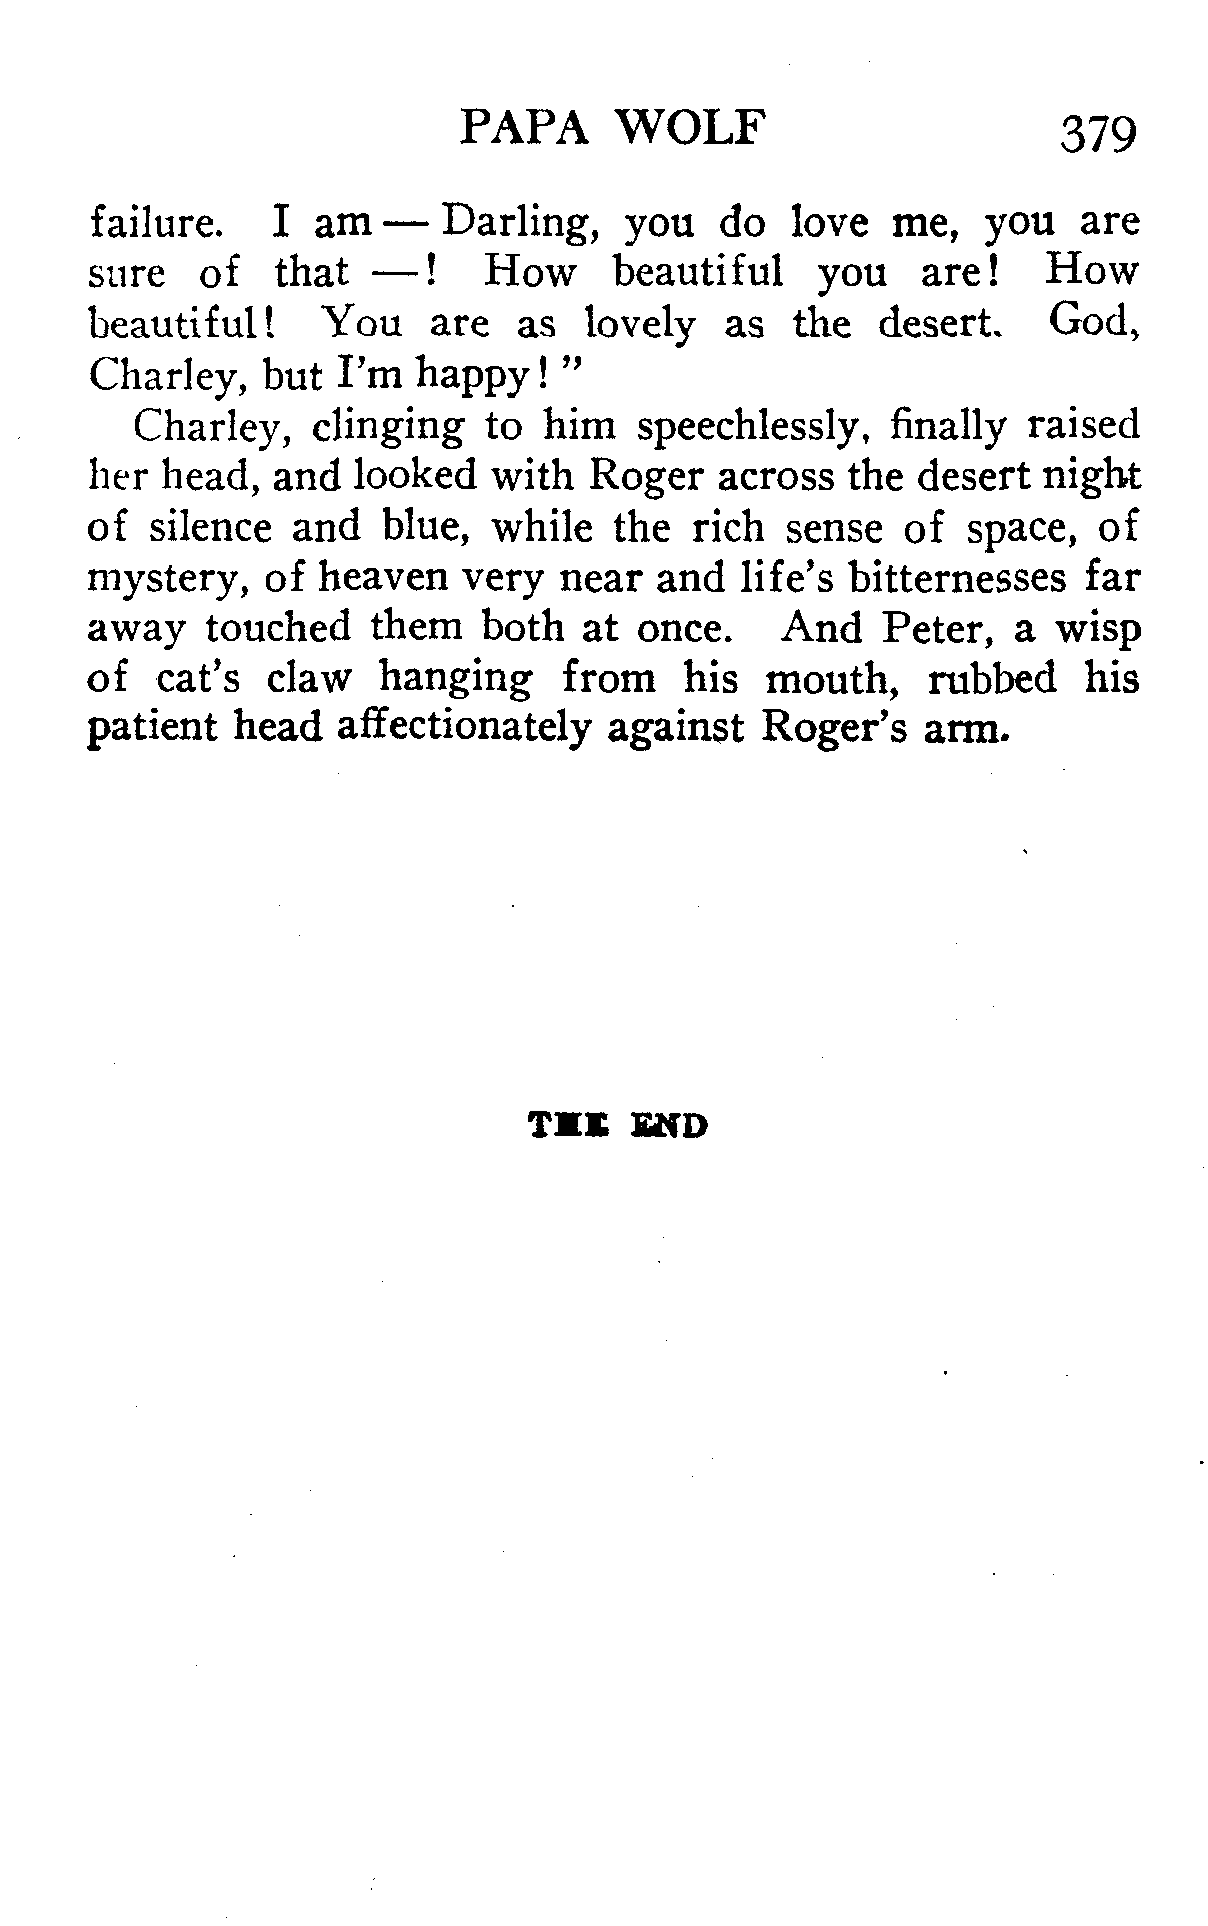 PAPA WOLF 379
failure. I am — Darling, you do love me, you are
sure of that —! How beautiful you are! How
beautiful! You are as lovely as the desert. God,
Charley, but I'm happy! "
Charley, clinging to him speechlessly, finally raised
her head, and looked with Roger across the desert night
of silence and blue, while the rich sense of space, of
mystery, of heaven very near and life's bitternesses far
away touched them both at once. And Peter, a wisp
of cat's claw hanging from his mouth, rubbed his
patient head affectionately against Roger's arm.
THE END